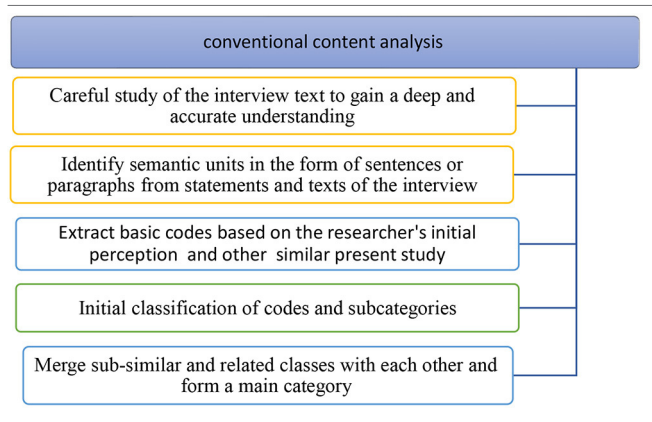 conventional content analysis
Careful study of the interview text to gain a deep and
accurate understanding
Identify semantic units in the form of sentences or
paragraphs from statements and texts of the interview
Extract basic codes based on the researcher's initial
perception and other similar present study
Initial classification of codes and subcategories
Merge sub-similar and related classes with each other and
form a main category